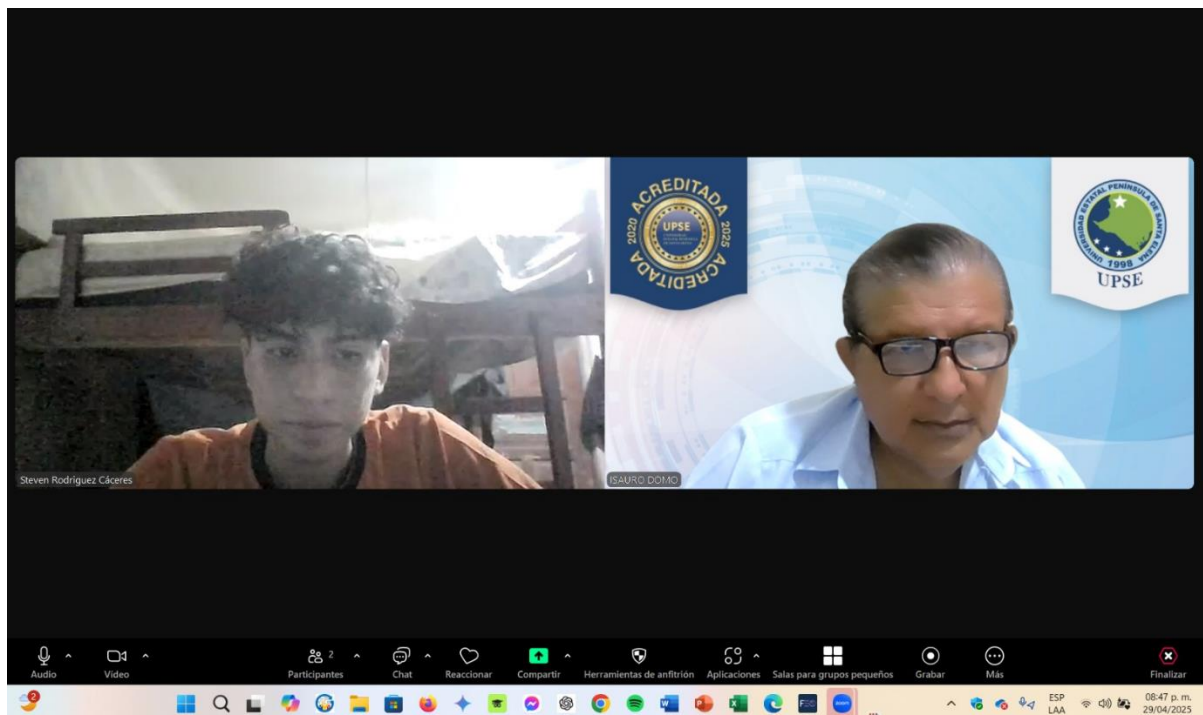 ACREDITADA 2025 ACREDITADA 2020
UPSE
UNIVERSIDAD ESTATAL PENÍNSULA DE SANTA ELENA
1998
UPSE
Steven Rodriguez Cáceres
ISAURO DOMO
Audio
Video
2
Participantes
Chat
Reaccionar
Compartir
Herramientas de anfitrión
Aplicaciones
Salas para grupos pequeños
Grabar
Más
Finalizar
2
ESP
LAA
08:47 p. m.
29/04/2025